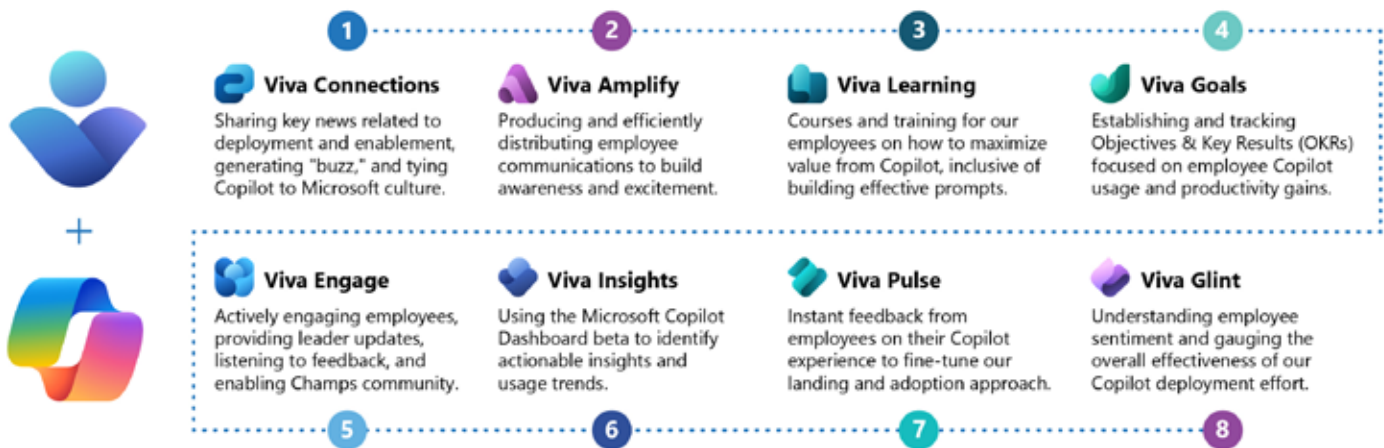 1
2
3
4
Viva Connections
Sharing key news related to
deployment and enablement,
generating "buzz," and tying
Copilot to Microsoft culture.
Viva Amplify
Producing and efficiently
distributing employee
communications to build
awareness and excitement.
Viva Learning
Courses and training for our
employees on how to maximize
value from Copilot, inclusive of
building effective prompts.
Viva Goals
Establishing and tracking
Objectives & Key Results (OKRs)
focused on employee Copilot
usage and productivity gains.
+
Viva Engage
Actively engaging employees,
providing leader updates,
listening to feedback, and
enabling Champs community.
Viva Insights
Using the Microsoft Copilot
Dashboard beta to identify
actionable insights and
usage trends.
Viva Pulse
Instant feedback from
employees on their Copilot
experience to fine-tune our
landing and adoption approach.
Viva Glint
Understanding employee
sentiment and gauging the
overall effectiveness of our
Copilot deployment effort.
5
6
7
8